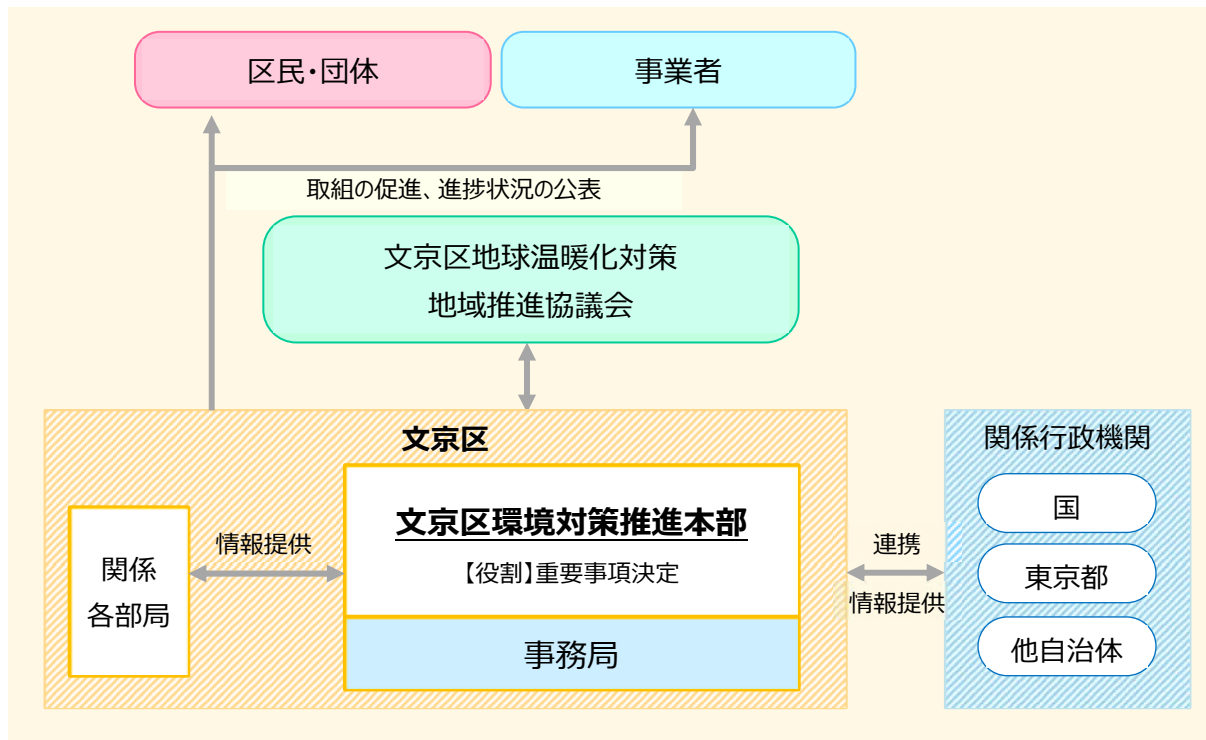 区民・団体
事業者
取組の促進、進捗状況の公表
文京区地球温暖化対策
地域推進協議会
文京区
関係行政機関
文京区環境対策推進本部
【役割】重要事項決定
事務局
関係
各部局
情報提供
連携
情報提供
国
東京都
他自治体